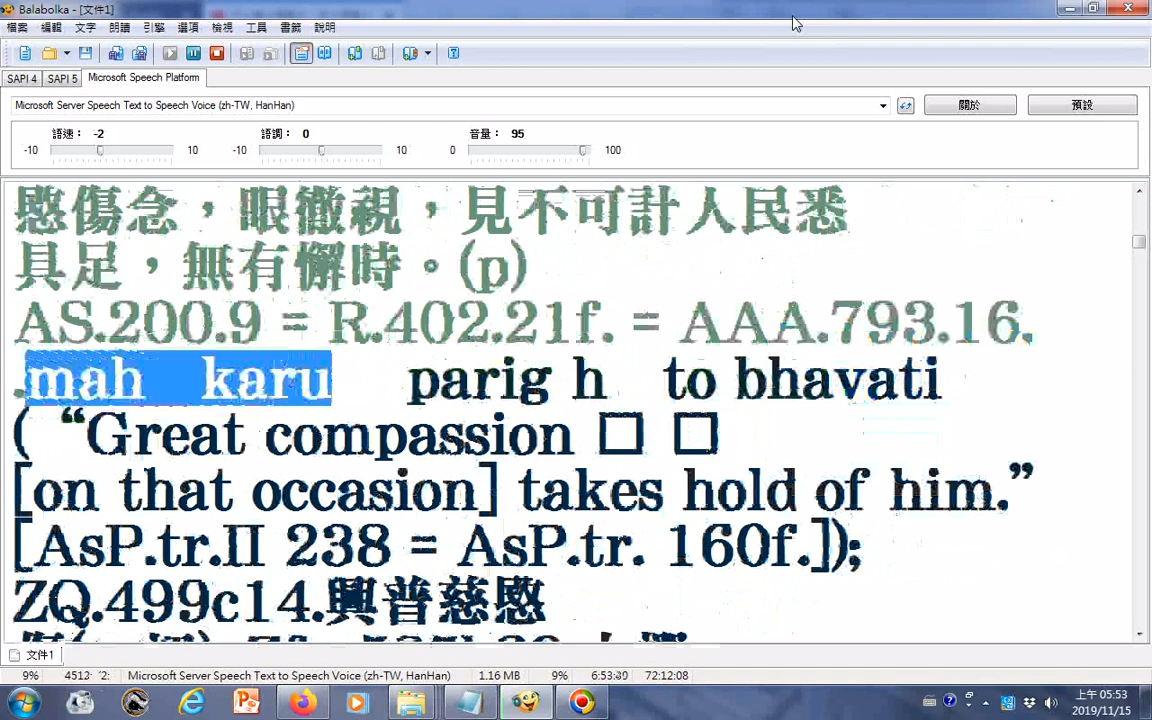 Balabolka - [文件1]
檔案 編輯 文字 朗讀 引擎 選項 檢視 工具 書籤 說明
SAPI 4 SAPI 5 Microsoft Speech Platform
Microsoft Server Speech Text to Speech Voice (zh-TW, HanHan) 關於 預設
語速： -2 語調： 0 音量： 95
-10 10 -10 10 0 100
愍傷念，眼徹視，見不可計人民悉
具足，無有懈時。(p)
AS.200.9 = R.402.21f. = AAA.793.16.
.mah karu parig h to bhavati
( “Great compassion □ □
[on that occasion] takes hold of him.”
[AsP.tr.II 238 = AsP.tr. 160f.]);
ZQ.499c14.興普慈愍
文件1
9% Microsoft Server Speech Text to Speech Voice (zh-TW, HanHan) 1.16 MB 9% 72:12:08
上午 05:53
2019/11/15